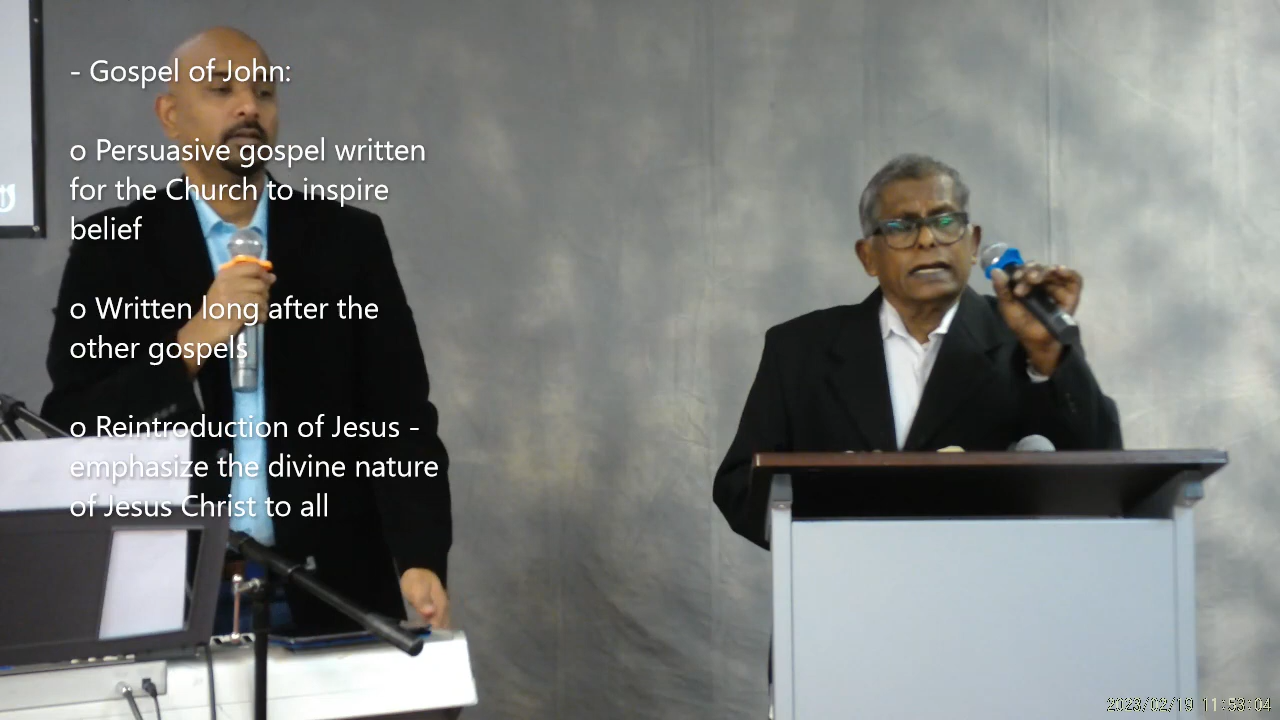 - Gospel of John:
o Persuasive gospel written
for the Church to inspire
belief
o Written long after the
other gospels
o Reintroduction of Jesus -
emphasize the divine nature
of Jesus Christ to all
2023/02/19 11:53:04